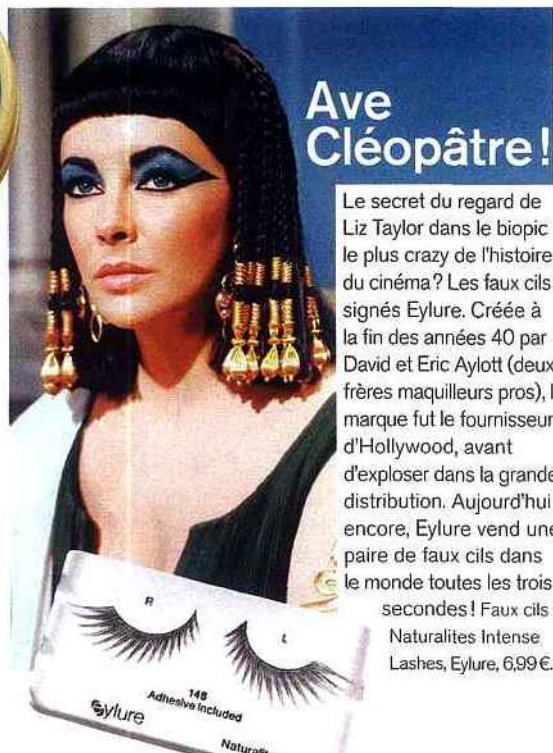 Ave
Cléopâtre!
Le secret du regard de
Liz Taylor dans le biopic
le plus crazy de l'histoire
du cinéma? Les faux cils
signés Eylure. Créée à
la fin des années 40 par
David et Eric Aylott (deux
frères maquilleurs pros),
marque fut le fournisseur
d'Hollywood, avant
d'exploser dans la grande
distribution. Aujourd'hui
encore, Eylure vend une
paire de faux cils dans
le monde toutes les trois
secondes! Faux cils
Naturalites Intense
Lashes, Eylure, 6,99€.
R
L
145
Adhesive Included
Eylure